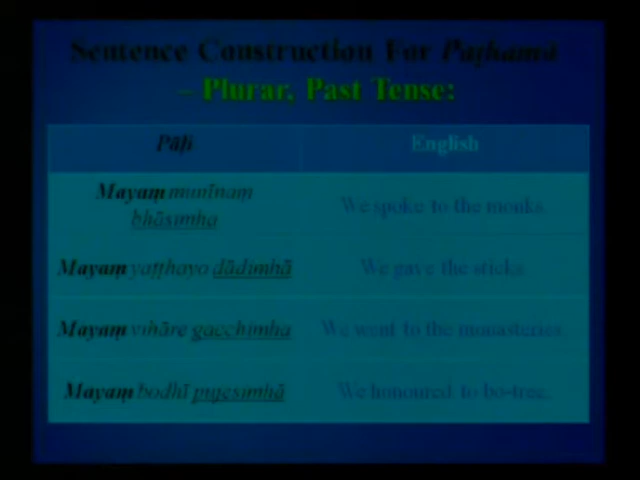 Sentence Construction For Paṭhamā
– Plurar, Past Tense:
Pāḷi English
Mayaṃ munīnaṃ
bhāsimha
We spoke to the monks.
Mayaṃ yaṭṭhayo dādimhā We gave the sticks.
Mayaṃ vihāre gacchimha We went to the monasteries.
Mayaṃ bodhī pujesimhā We honoured to bo-tree.